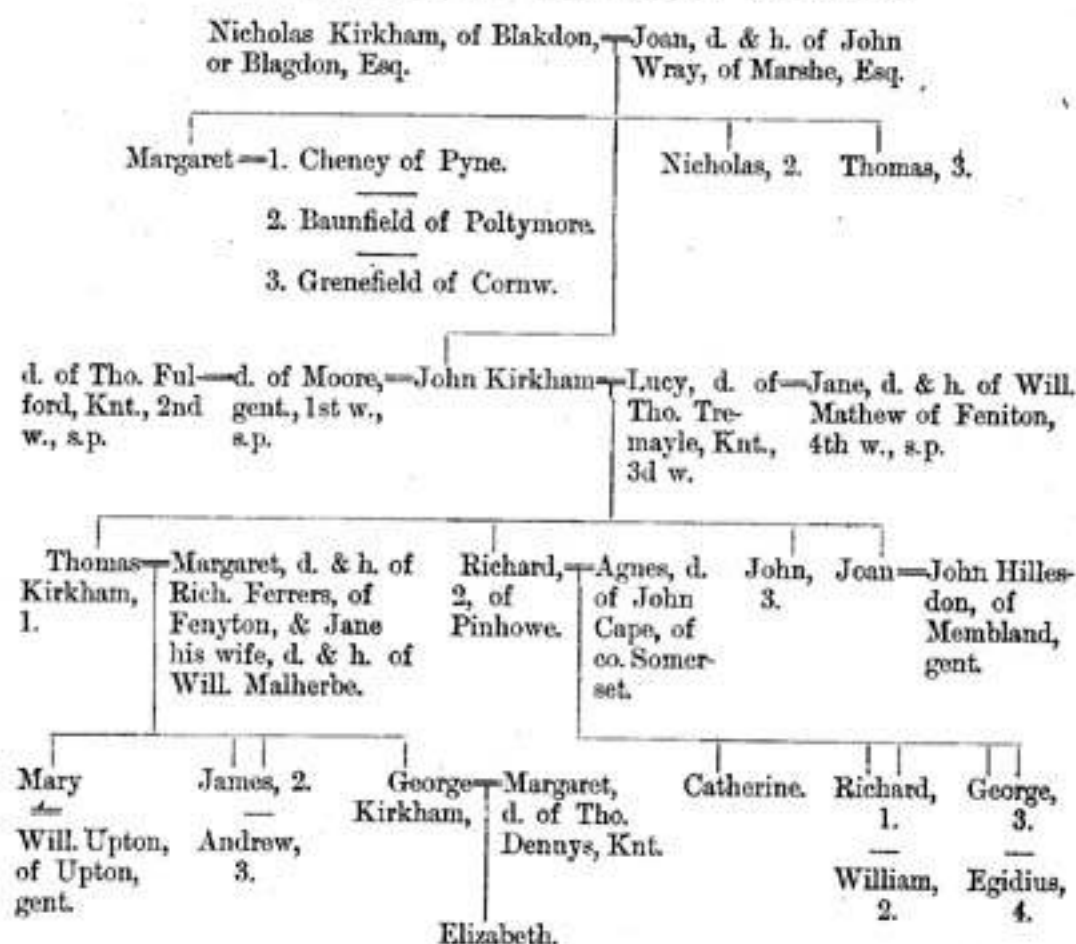 Nicholas Kirkham, of Blakdon,
or Blagdon, Esq.
Joan, d. & h. of John
Wray, of Marshe, Esq.
Margaret
1. Cheney of Pyne.
2. Baunfield of Poltymore.
3. Grenefield of Cornw.
Nicholas, 2.
Thomas, 3.
d. of Tho. Ful-
ford, Knt., 2nd
w., s.p.
d. of Moore,
gent., 1st w.,
s.p.
John Kirkham
Lucy, d. of
Tho. Tre-
mayle, Knt.,
3d w.
Jane, d. & h. of Will.
Mathew of Feniton,
4th w., s.p.
Thomas
Kirkham,
1.
Margaret, d. & h. of
Rich. Ferrers, of
Fenyton, & Jane
his wife, d. & h. of
Will. Malherbe.
Richard,
2, of
Pinhowe.
Agnes, d.
of John
Cape, of
co. Somer-
set.
John,
3.
Joan
John Hilles-
don, of
Membland,
gent.
Mary
Will. Upton,
of Upton,
gent.
James, 2.
Andrew,
3.
George
Kirkham,
Margaret,
d. of Tho.
Dennys, Knt.
Elizabeth.
Catherine.
Richard,
1.
William,
2.
George,
3.
Egidius,
4.